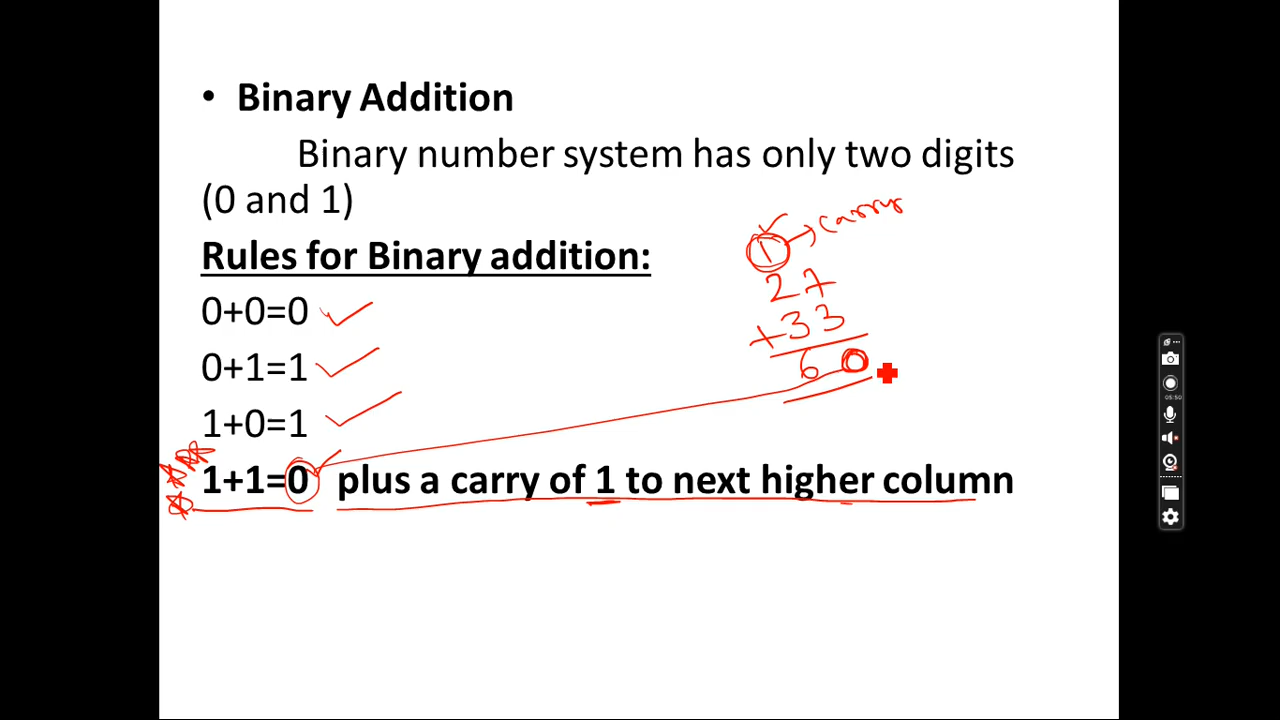 • Binary Addition
Binary number system has only two digits
(0 and 1)
Rules for Binary addition:
0+0=0
0+1=1
1+0=1
1+1=0 plus a carry of 1 to next higher column
1 → carry
27
+33
60
05:50